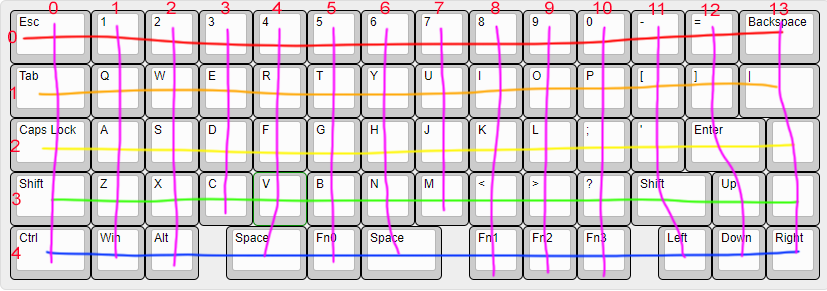 0 1 2 3 4 5 6 7 8 9 10 11 12 13
0 Esc 1 2 3 4 5 6 7 8 9 0 - = Backspace
1 Tab Q W E R T Y U I O P [ ] |
2 Caps Lock A S D F G H J K L ; ' Enter
3 Shift Z X C V B N M < > ? Shift Up
4 Ctrl Win Alt Space Fn0 Space Fn1 Fn2 Fn3 Left Down Right